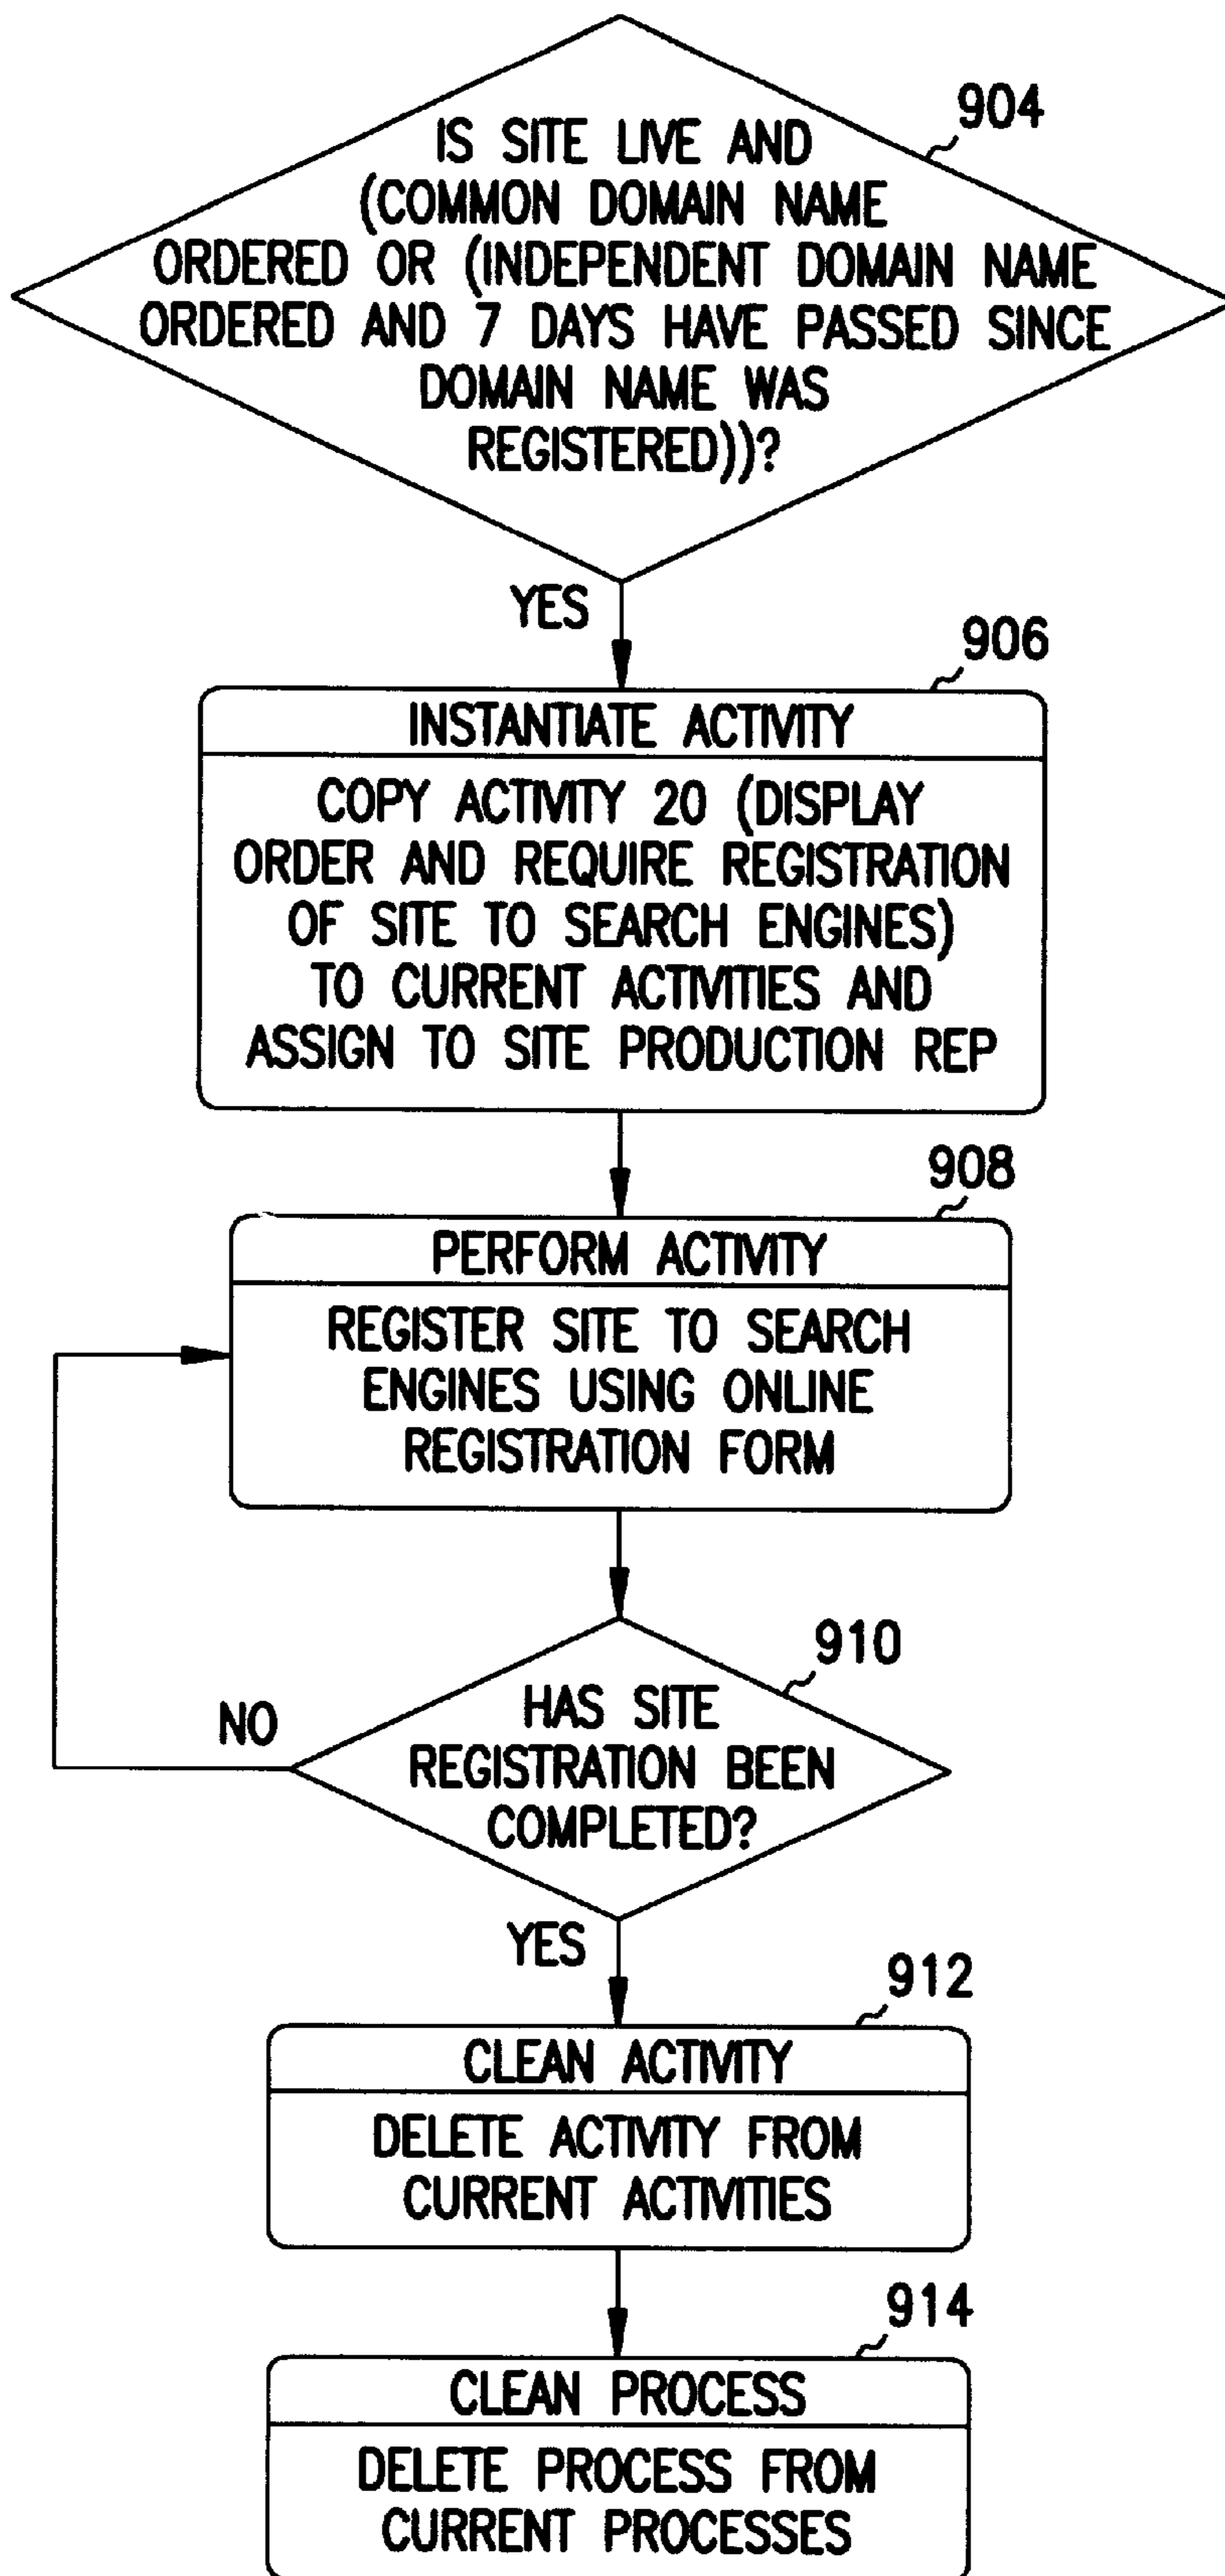 904
IS SITE LIVE AND
(COMMON DOMAIN NAME
ORDERED OR (INDEPENDENT DOMAIN NAME
ORDERED AND 7 DAYS HAVE PASSED SINCE
DOMAIN NAME WAS
REGISTERED))?
YES
906
INSTANTIATE ACTIVITY
COPY ACTIVITY 20 (DISPLAY
ORDER AND REQUIRE REGISTRATION
OF SITE TO SEARCH ENGINES)
TO CURRENT ACTIVITIES AND
ASSIGN TO SITE PRODUCTION REP
908
PERFORM ACTIVITY
REGISTER SITE TO SEARCH
ENGINES USING ONLINE
REGISTRATION FORM
910
HAS SITE
REGISTRATION BEEN
COMPLETED?
NO
YES
912
CLEAN ACTIVITY
DELETE ACTIVITY FROM
CURRENT ACTIVITIES
914
CLEAN PROCESS
DELETE PROCESS FROM
CURRENT PROCESSES